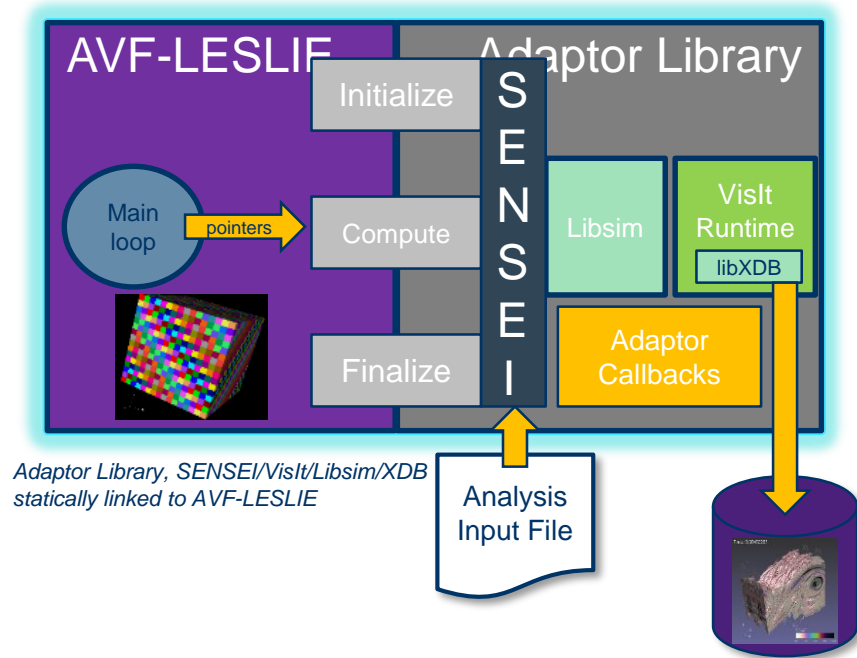 AVF-LESLIE
Adaptor Library
Initialize
SENSEI
Main
loop
pointers
Compute
Libsim
VisIt
Runtime
libXDB
Finalize
Adaptor
Callbacks
Adaptor Library, SENSEI/VisIt/Libsim/XDB
statically linked to AVF-LESLIE
Analysis
Input File